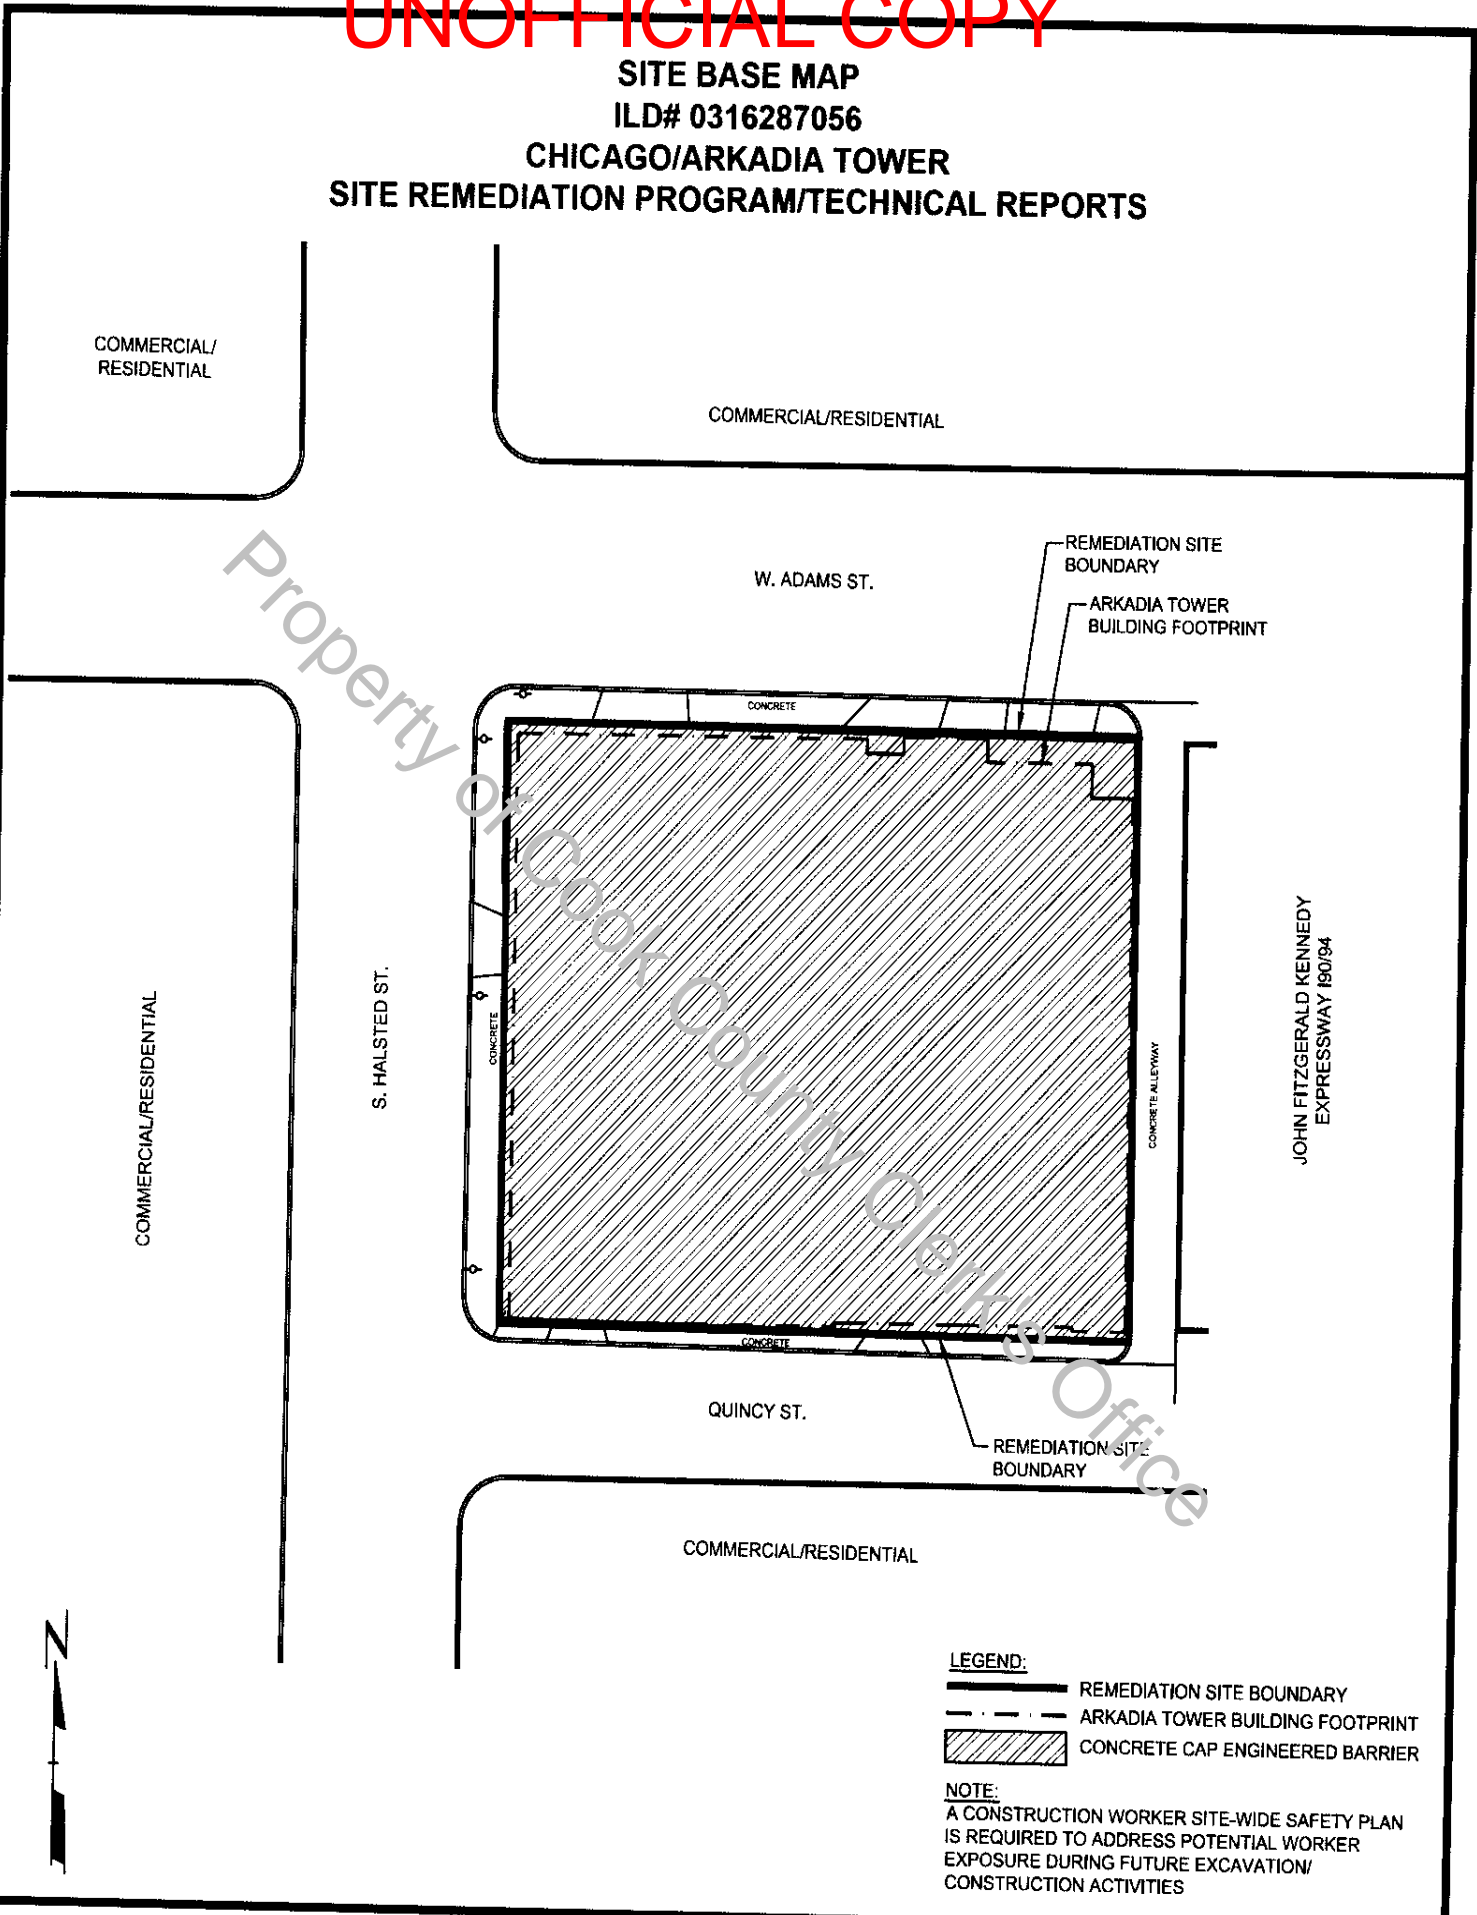 UNOFFICIAL COPY
SITE BASE MAP
ILD# 0316287056
CHICAGO/ARKADIA TOWER
SITE REMEDIATION PROGRAM/TECHNICAL REPORTS
COMMERCIAL/
RESIDENTIAL
COMMERCIAL/RESIDENTIAL
W. ADAMS ST.
REMEDIATION SITE
BOUNDARY
ARKADIA TOWER
BUILDING FOOTPRINT
CONCRETE
Property of Cook County Clerk's Office
COMMERCIAL/RESIDENTIAL
S. HALSTED ST.
CONCRETE
CONCRETE ALLEYWAY
JOHN FITZGERALD KENNEDY
EXPRESSWAY I90/94
CONCRETE
QUINCY ST.
REMEDIATION SITE
BOUNDARY
COMMERCIAL/RESIDENTIAL
N
LEGEND:
REMEDIATION SITE BOUNDARY
ARKADIA TOWER BUILDING FOOTPRINT
CONCRETE CAP ENGINEERED BARRIER
NOTE:
A CONSTRUCTION WORKER SITE-WIDE SAFETY PLAN
IS REQUIRED TO ADDRESS POTENTIAL WORKER
EXPOSURE DURING FUTURE EXCAVATION/
CONSTRUCTION ACTIVITIES